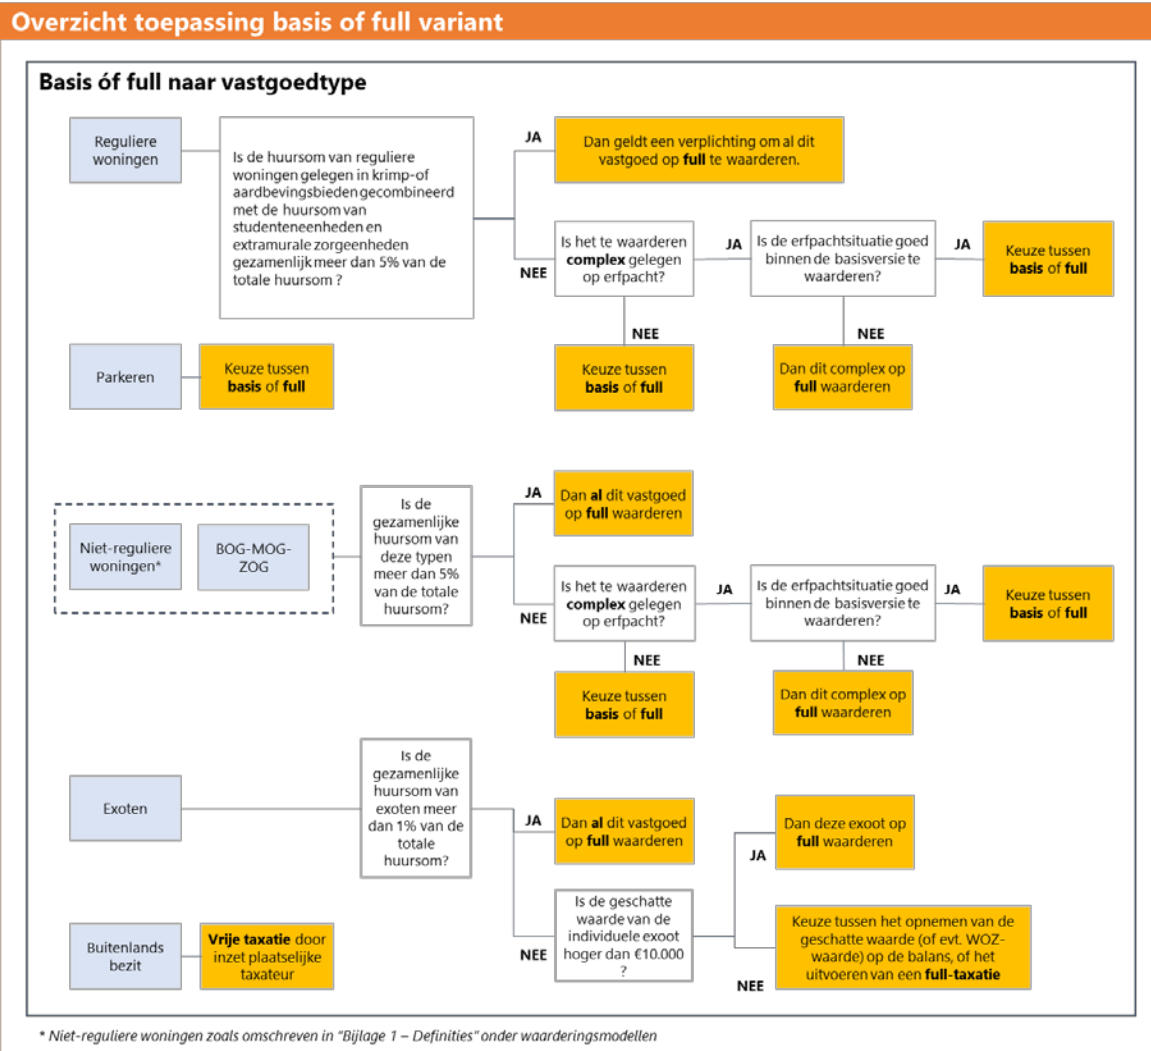 Overzicht toepassing basis of full variant
Basis óf full naar vastgoedtype
Reguliere
woningen
Is de huursom van reguliere
woningen gelegen in krimp-of
aardbevingsbieden gecombineerd
met de huursom van
studenteneenheden en
extramurale zorgeenheden
gezamenlijk meer dan 5% van de
totale huursom ?
JA
Dan geldt een verplichting om al dit
vastgoed op full te waarderen.
NEE
Is het te waarderen
complex gelegen
op erfpacht?
JA
Is de erfpachtsituatie goed
binnen de basisversie te
waarderen?
JA
Keuze tussen
basis of full
NEE
Keuze tussen
basis of full
NEE
Dan dit complex op
full waarderen
Parkeren
Keuze tussen
basis of full
Niet-reguliere
woningen*
BOG-MOG-
ZOG
Is de
gezamenlijke
huursom van
deze typen
meer dan 5%
van de totale
huursom?
JA
Dan al dit vastgoed
op full waarderen
NEE
Is het te waarderen
complex gelegen
op erfpacht?
JA
Is de erfpachtsituatie goed
binnen de basisversie te
waarderen?
JA
Keuze tussen
basis of full
NEE
Keuze tussen
basis of full
NEE
Dan dit complex op
full waarderen
Exoten
Is de
gezamenlijke
huursom van
exoten meer
dan 1% van de
totale
huursom?
JA
Dan al dit vastgoed
op full waarderen
NEE
Is de geschatte
waarde van de
individuele exoot
hoger dan €10.000
?
JA
Dan deze exoot op
full waarderen
NEE
Keuze tussen het opnemen van de
geschatte waarde (of evt. WOZ-
waarde) op de balans, of het
uitvoeren van een full-taxatie
Buitenlands
bezit
Vrije taxatie door
inzet plaatselijke
taxateur
* Niet-reguliere woningen zoals omschreven in "Bijlage 1 – Definities" onder waarderingsmodellen